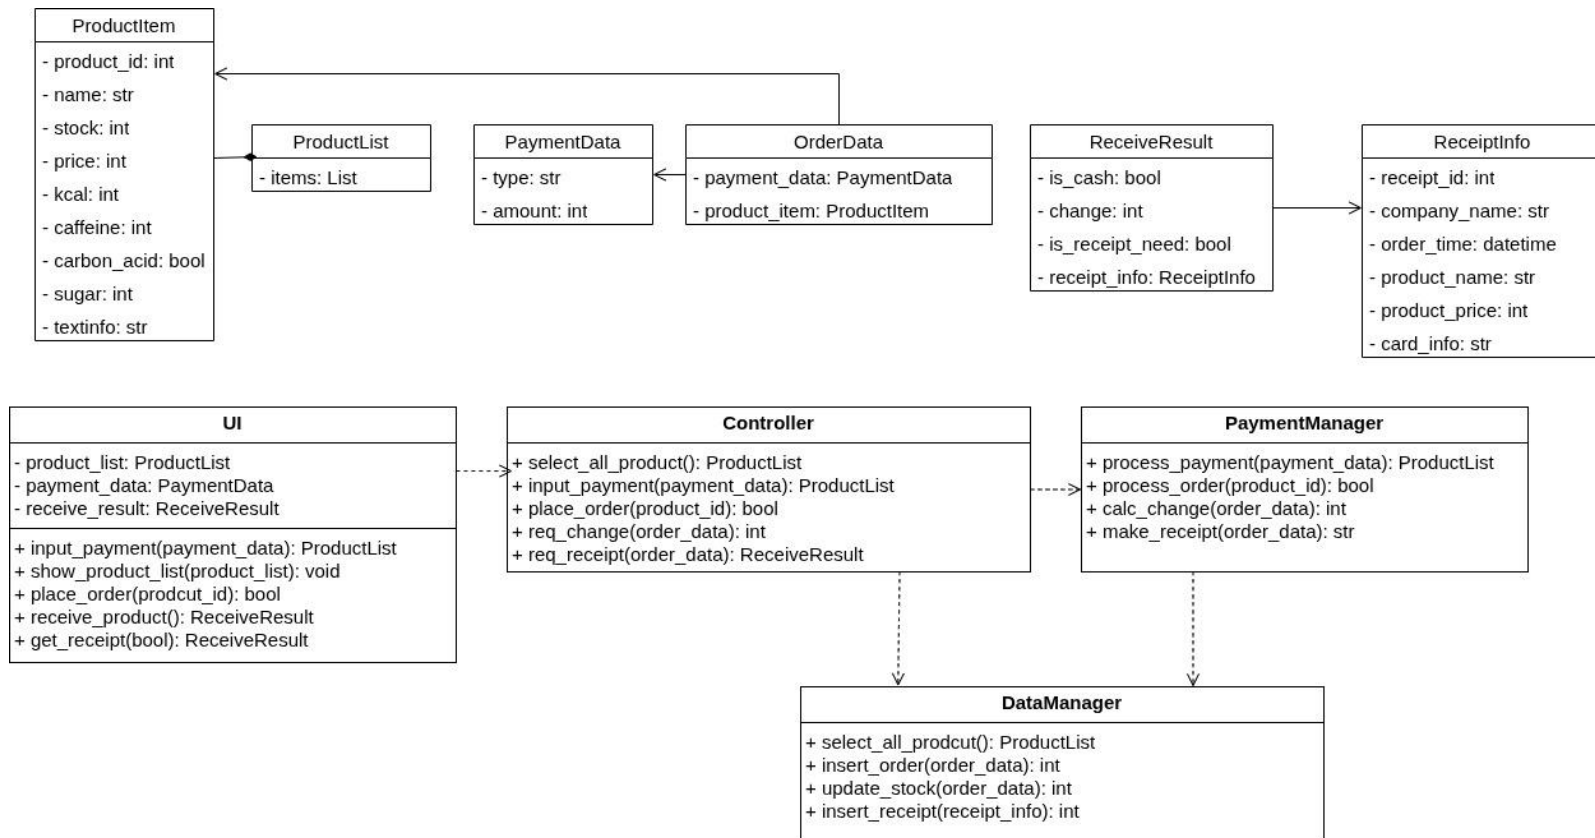 ProductItem
- product_id: int
- name: str
- stock: int
- price: int
- kcal: int
- caffeine: int
- carbon_acid: bool
- sugar: int
- textinfo: str
ProductList
- items: List
PaymentData
- type: str
- amount: int
OrderData
- payment_data: PaymentData
- product_item: ProductItem
ReceiveResult
- is_cash: bool
- change: int
- is_receipt_need: bool
- receipt_info: ReceiptInfo
ReceiptInfo
- receipt_id: int
- company_name: str
- order_time: datetime
- product_name: str
- product_price: int
- card_info: str
UI
- product_list: ProductList
- payment_data: PaymentData
- receive_result: ReceiveResult
+ input_payment(payment_data): ProductList
+ show_product_list(product_list): void
+ place_order(prodcut_id): bool
+ receive_product(): ReceiveResult
+ get_receipt(bool): ReceiveResult
Controller
+ select_all_product(): ProductList
+ input_payment(payment_data): ProductList
+ place_order(product_id): bool
+ req_change(order_data): int
+ req_receipt(order_data): ReceiveResult
PaymentManager
+ process_payment(payment_data): ProductList
+ process_order(product_id): bool
+ calc_change(order_data): int
+ make_receipt(order_data): str
DataManager
+ select_all_prodcut(): ProductList
+ insert_order(order_data): int
+ update_stock(order_data): int
+ insert_receipt(receipt_info): int